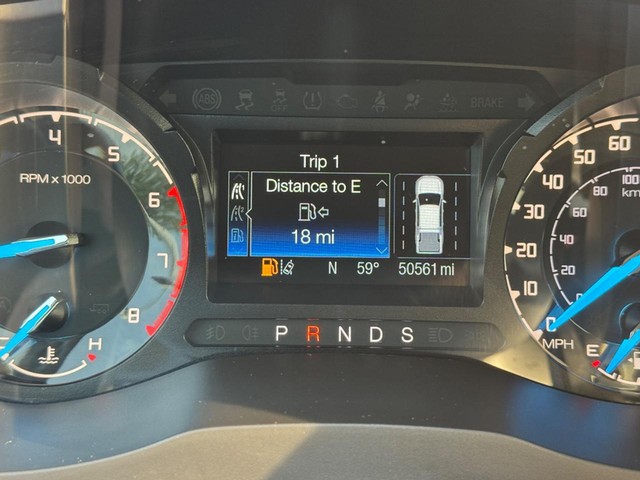 ABS BRAKE
Trip 1
Distance to E
18 mi
N 59° 50561 mi
P R N D S
4 5 6 7 8
RPM x 1000
H
0 10 20 30 40 50 60
0 20 40 60 80 100
km/
MPH
E